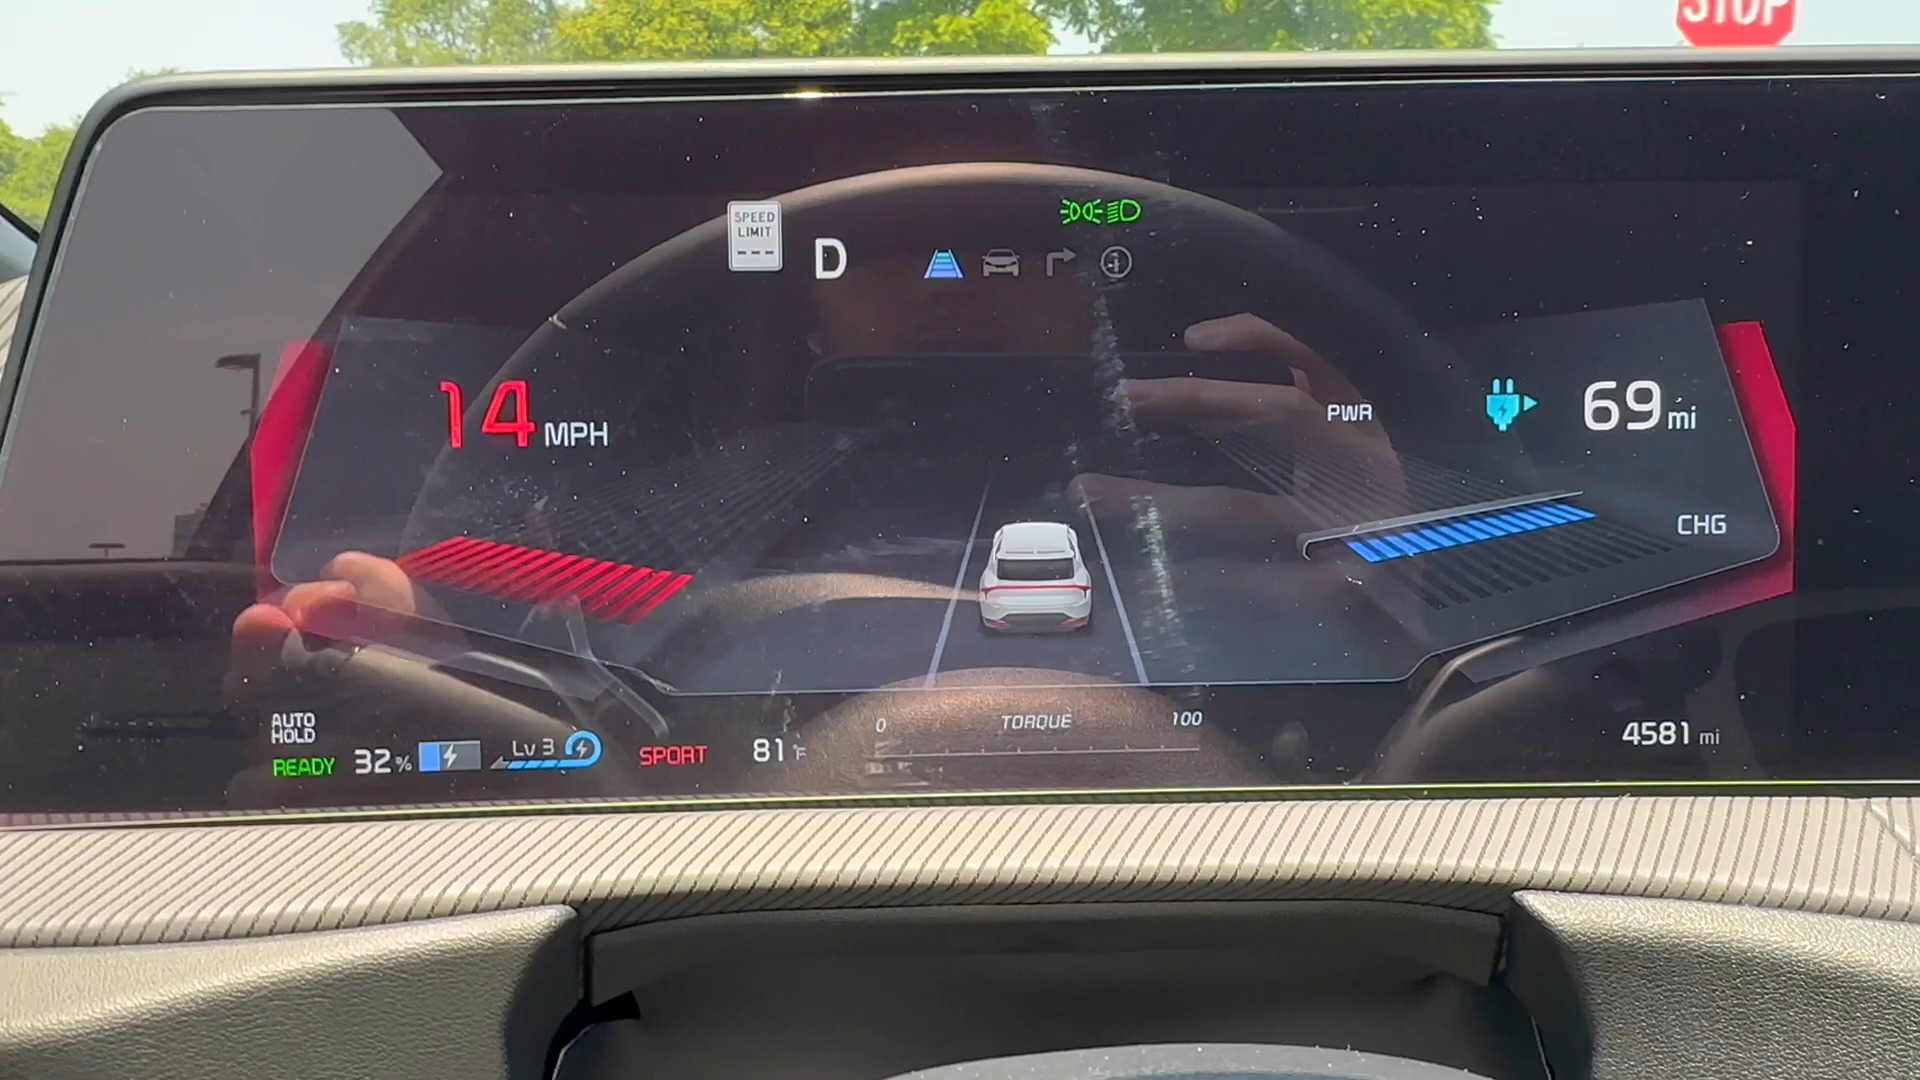 STOP
SPEED
LIMIT
---
D
14 MPH
PWR
69 mi
CHG
AUTO
HOLD
READY
32%
Lv 3
SPORT
81°F
0
TORQUE
100
4581 mi